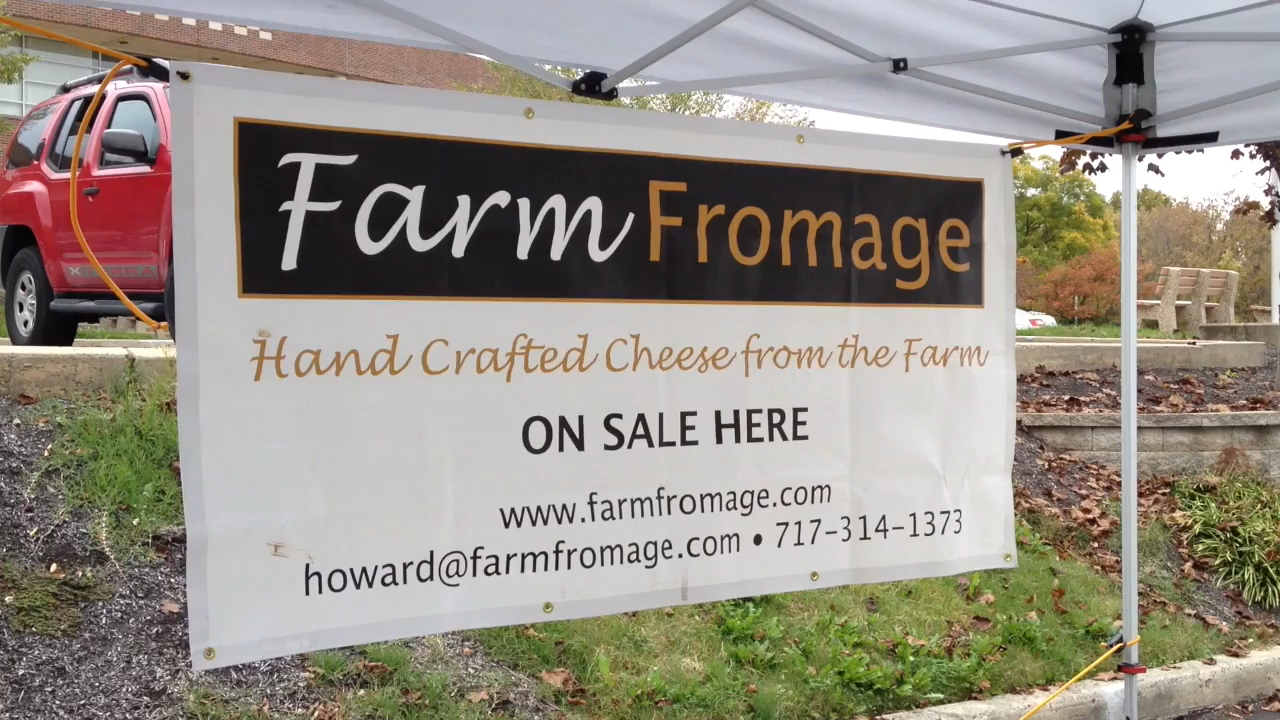 Farm Fromage
Hand Crafted Cheese from the Farm
ON SALE HERE
www.farmfromage.com
howard@farmfromage.com • 717-314-1373